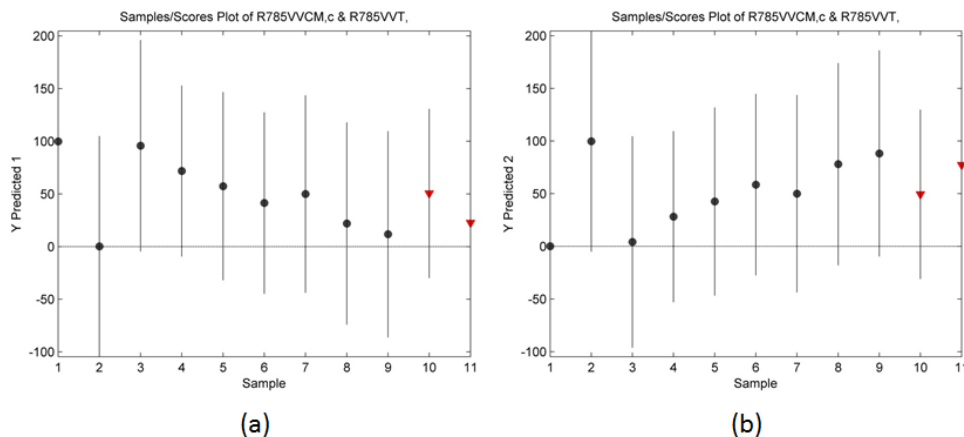 Samples/Scores Plot of R785VVCM,c & R785VVT,
200
150
100
50
0
-50
-100
Y Predicted 1
1 2 3 4 5 6 7 8 9 10 11
Sample
(a)
Samples/Scores Plot of R785VVCM,c & R785VVT,
200
150
100
50
0
-50
-100
Y Predicted 2
1 2 3 4 5 6 7 8 9 10 11
Sample
(b)